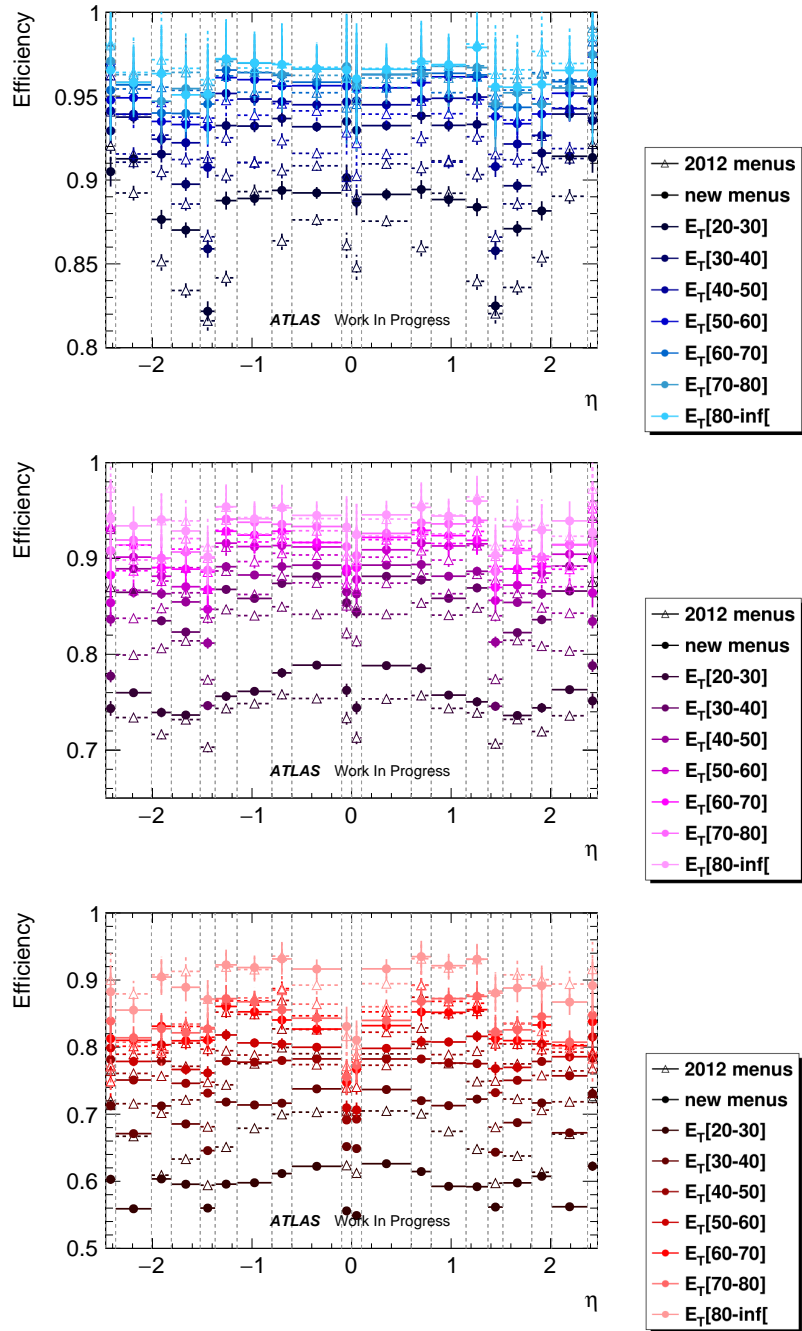 Efficiency
1
0.95
0.9
0.85
0.8
ATLAS Work In Progress
−2 −1 0 1 2
η
2012 menus
new menus
E_T[20-30]
E_T[30-40]
E_T[40-50]
E_T[50-60]
E_T[60-70]
E_T[70-80]
E_T[80-inf[
Efficiency
1
0.9
0.8
0.7
ATLAS Work In Progress
−2 −1 0 1 2
η
2012 menus
new menus
E_T[20-30]
E_T[30-40]
E_T[40-50]
E_T[50-60]
E_T[60-70]
E_T[70-80]
E_T[80-inf[
Efficiency
1
0.9
0.8
0.7
0.6
0.5
ATLAS Work In Progress
−2 −1 0 1 2
η
2012 menus
new menus
E_T[20-30]
E_T[30-40]
E_T[40-50]
E_T[50-60]
E_T[60-70]
E_T[70-80]
E_T[80-inf[